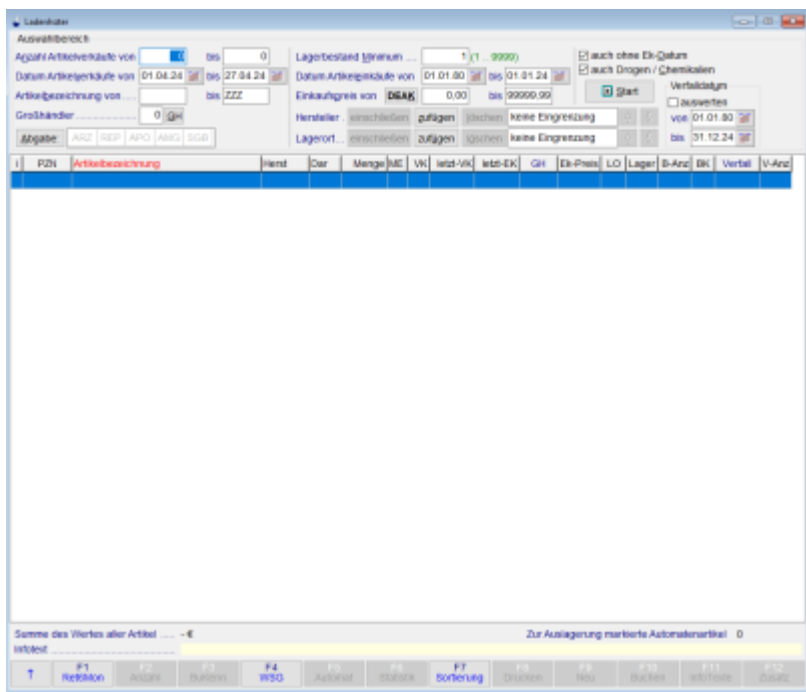 Ladenhüter
Auswahlbereich
Anzahl Artikelverkäufe von 0 bis 0 Lagerbestand Minimum .... 1 (1 .. 9999) auch ohne Ek-Datum
Datum Artikelverkäufe von 01.04.24 bis 27.04.24 Datum Artikeleinkäufe von 01.01.80 bis 01.01.24 auch Drogen / Chemikalien
Artikelbezeichnung von .... bis ZZZ Einkaufspreis von DEAK 0,00 bis 99999,99 Start Verfalldatum
auswerten
Großhändler 0 GH Hersteller . einschließen zufügen löschen keine Eingrenzung von 01.01.80
Abgabe: ARZ REP APO AMG SGB Lagerort... einschließen zufügen löschen keine Eingrenzung bis 31.12.24
I PZN Artikelbezeichnung Herst Dar Menge ME VK letzt-VK letzt-EK GH Ek-Preis LO Lager B-Anz BK Verfall V-Anz
Summe des Wertes aller Artikel ..... - € Zur Auslagerung markierte Automatenartikel 0
Infotext
↑ F1 F2 F3 F4 F5 F6 F7 F8 F9 F10 F11 F12
Anzahl WSG Automat Statistik Sortierung Drucken Neu Buchen Infotexte Zusatz